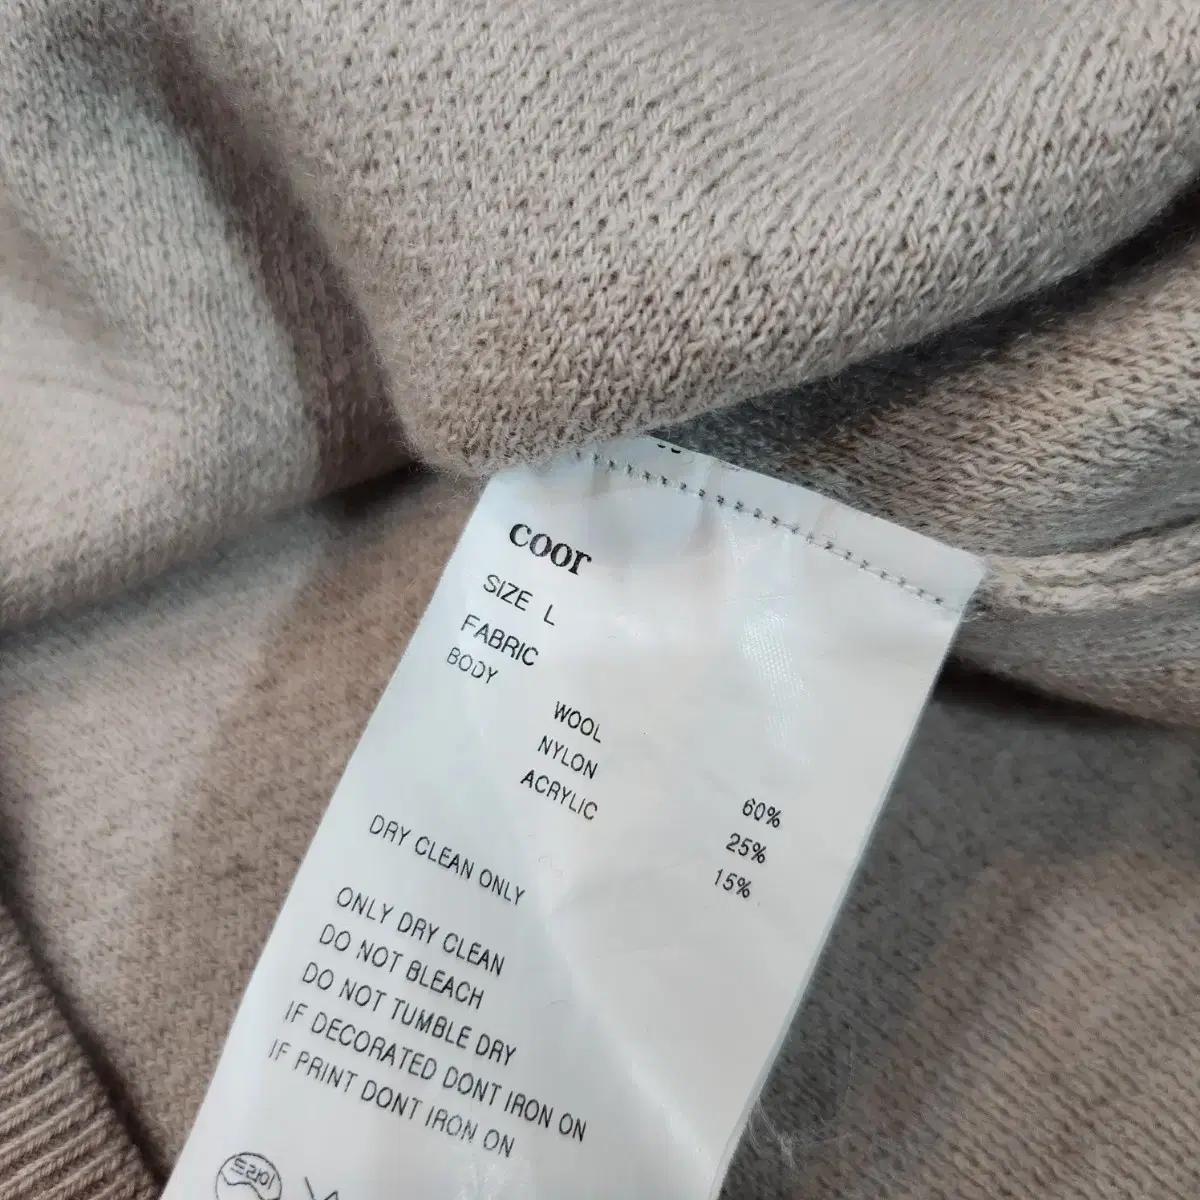 coor
SIZE L
FABRIC
BODY
WOOL 60%
NYLON 25%
ACRYLIC 15%
DRY CLEAN ONLY
ONLY DRY CLEAN
DO NOT BLEACH
DO NOT TUMBLE DRY
IF DECORATED DONT IRON ON
IF PRINT DONT IRON ON
드라이